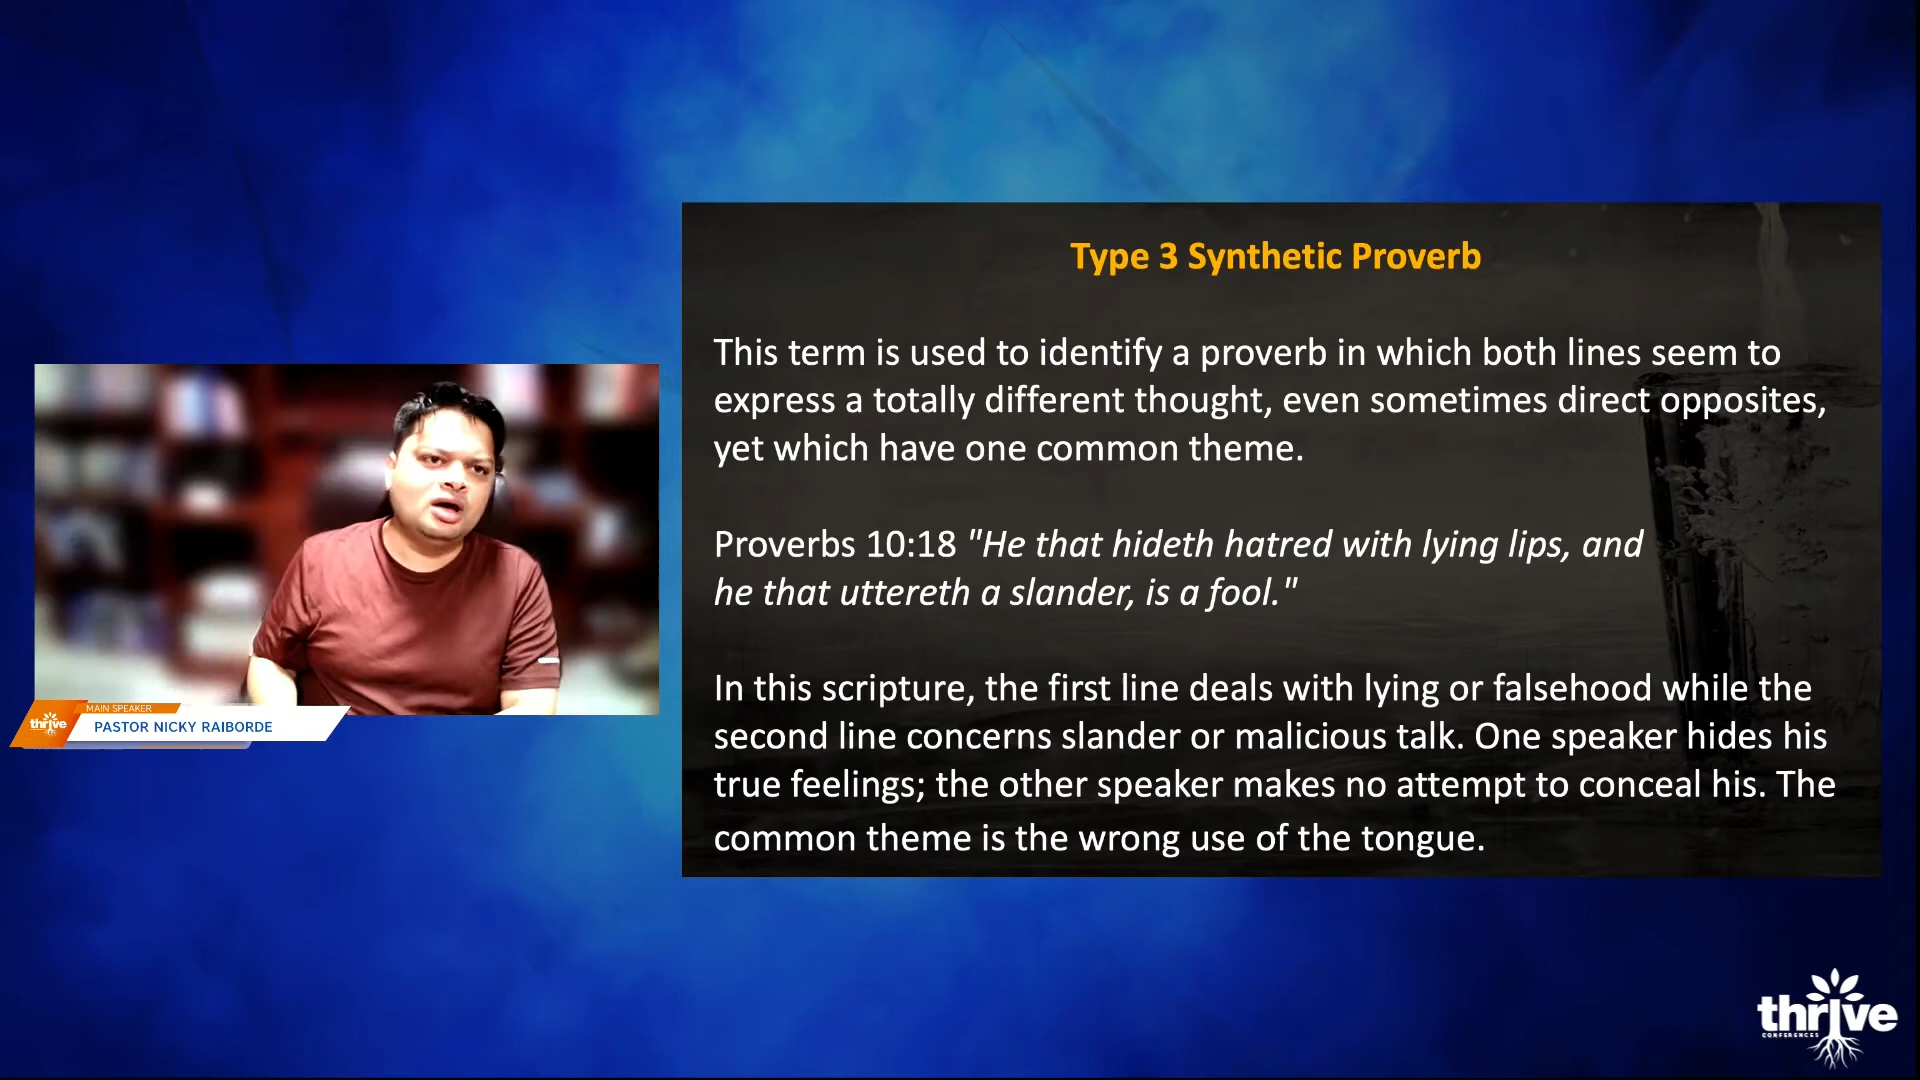 Type 3 Synthetic Proverb
This term is used to identify a proverb in which both lines seem to
express a totally different thought, even sometimes direct opposites,
yet which have one common theme.
Proverbs 10:18 "He that hideth hatred with lying lips, and
he that uttereth a slander, is a fool."
In this scripture, the first line deals with lying or falsehood while the
second line concerns slander or malicious talk. One speaker hides his
true feelings; the other speaker makes no attempt to conceal his. The
common theme is the wrong use of the tongue.
MAIN SPEAKER
thrive
PASTOR NICKY RAIBORDE
thrive
CONFERENCES